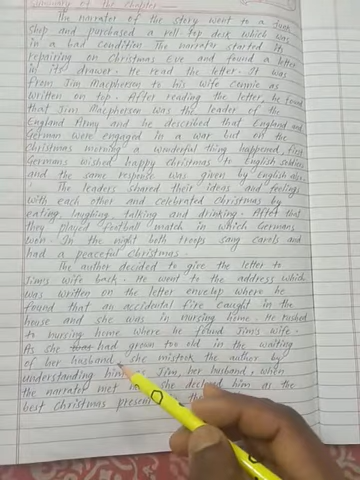 Summary of the chapter:-
The narrater of the story went to a junk
shop and purchased a roll top desk which was
in a bad condition. The narrater started its
repairing on Christmas Eve and found a letter
in its drawer. He read the letter. It was
from Jim Macpherson to his wife Connie as
written on top. After reading the letter, he found
that Jim Macpherson was the leader of the
England Army and he described that England and
German were engaged in a war but on the
Christmas morning a wonderful thing happened, first
Germans wished happy christmas to English soldiers
and the same response was given by English also.
The leaders shared their ideas and feelings
with each other and celebrated Christmas by
eating, laughing, talking and drinking. After that
they played football match in which Germans
won. In the night both troops sang carols and
had a peaceful christmas.
The author decided to give the letter to
Jim's wife back. He went to the address which
was written on the letter envelop where he
found that an accidental fire caught in the
house and she was in nursing home. He rushed
to nursing home where he found Jim's wife.
As she had grown too old in the waiting
of her husband, she mistook the author by
understanding him as Jim, her husband, when
the narrater met her she him as the
best Christmas present